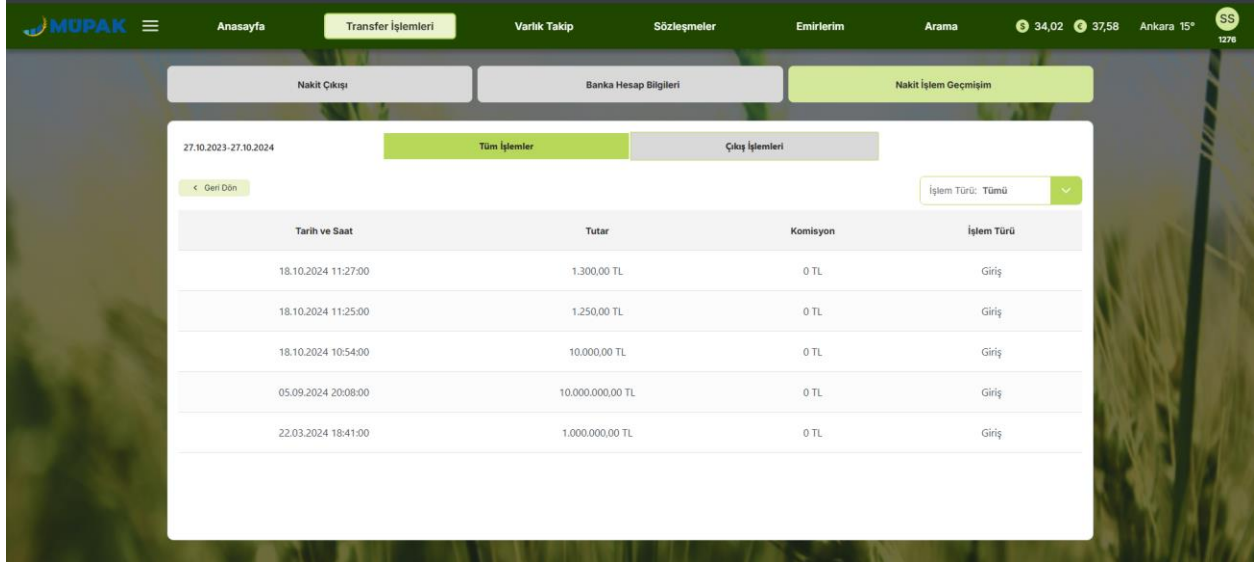 MÜPAK Anasayfa Transfer İşlemleri Varlık Takip Sözleşmeler Emirlerim Arama $ 34,02 € 37,58 Ankara 15° SS
1276
Nakit Çıkışı Banka Hesap Bilgileri Nakit İşlem Geçmişim
27.10.2023-27.10.2024 Tüm İşlemler Çıkış İşlemleri
Geri Dön İşlem Türü: Tümü
Tarih ve Saat Tutar Komisyon İşlem Türü
18.10.2024 11:27:00 1.300,00 TL 0 TL Giriş
18.10.2024 11:25:00 1.250,00 TL 0 TL Giriş
18.10.2024 10:54:00 10.000,00 TL 0 TL Giriş
05.09.2024 20:08:00 10.000.000,00 TL 0 TL Giriş
22.03.2024 18:41:00 1.000.000,00 TL 0 TL Giriş